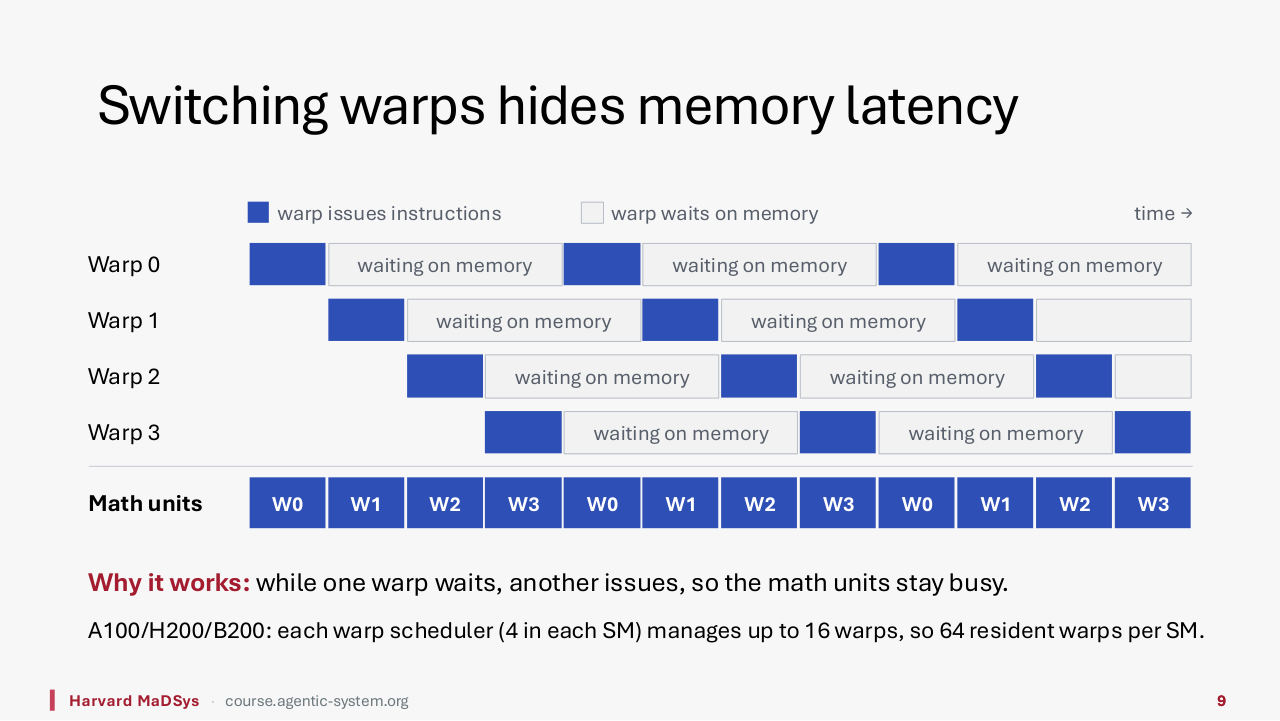 Switching warps hides memory latency
warp issues instructions warp waits on memory time →
Warp 0 waiting on memory waiting on memory waiting on memory
Warp 1 waiting on memory waiting on memory
Warp 2 waiting on memory waiting on memory
Warp 3 waiting on memory waiting on memory
Math units W0 W1 W2 W3 W0 W1 W2 W3 W0 W1 W2 W3
Why it works: while one warp waits, another issues, so the math units stay busy.
A100/H200/B200: each warp scheduler (4 in each SM) manages up to 16 warps, so 64 resident warps per SM.
Harvard MaDSys · course.agentic-system.org 9